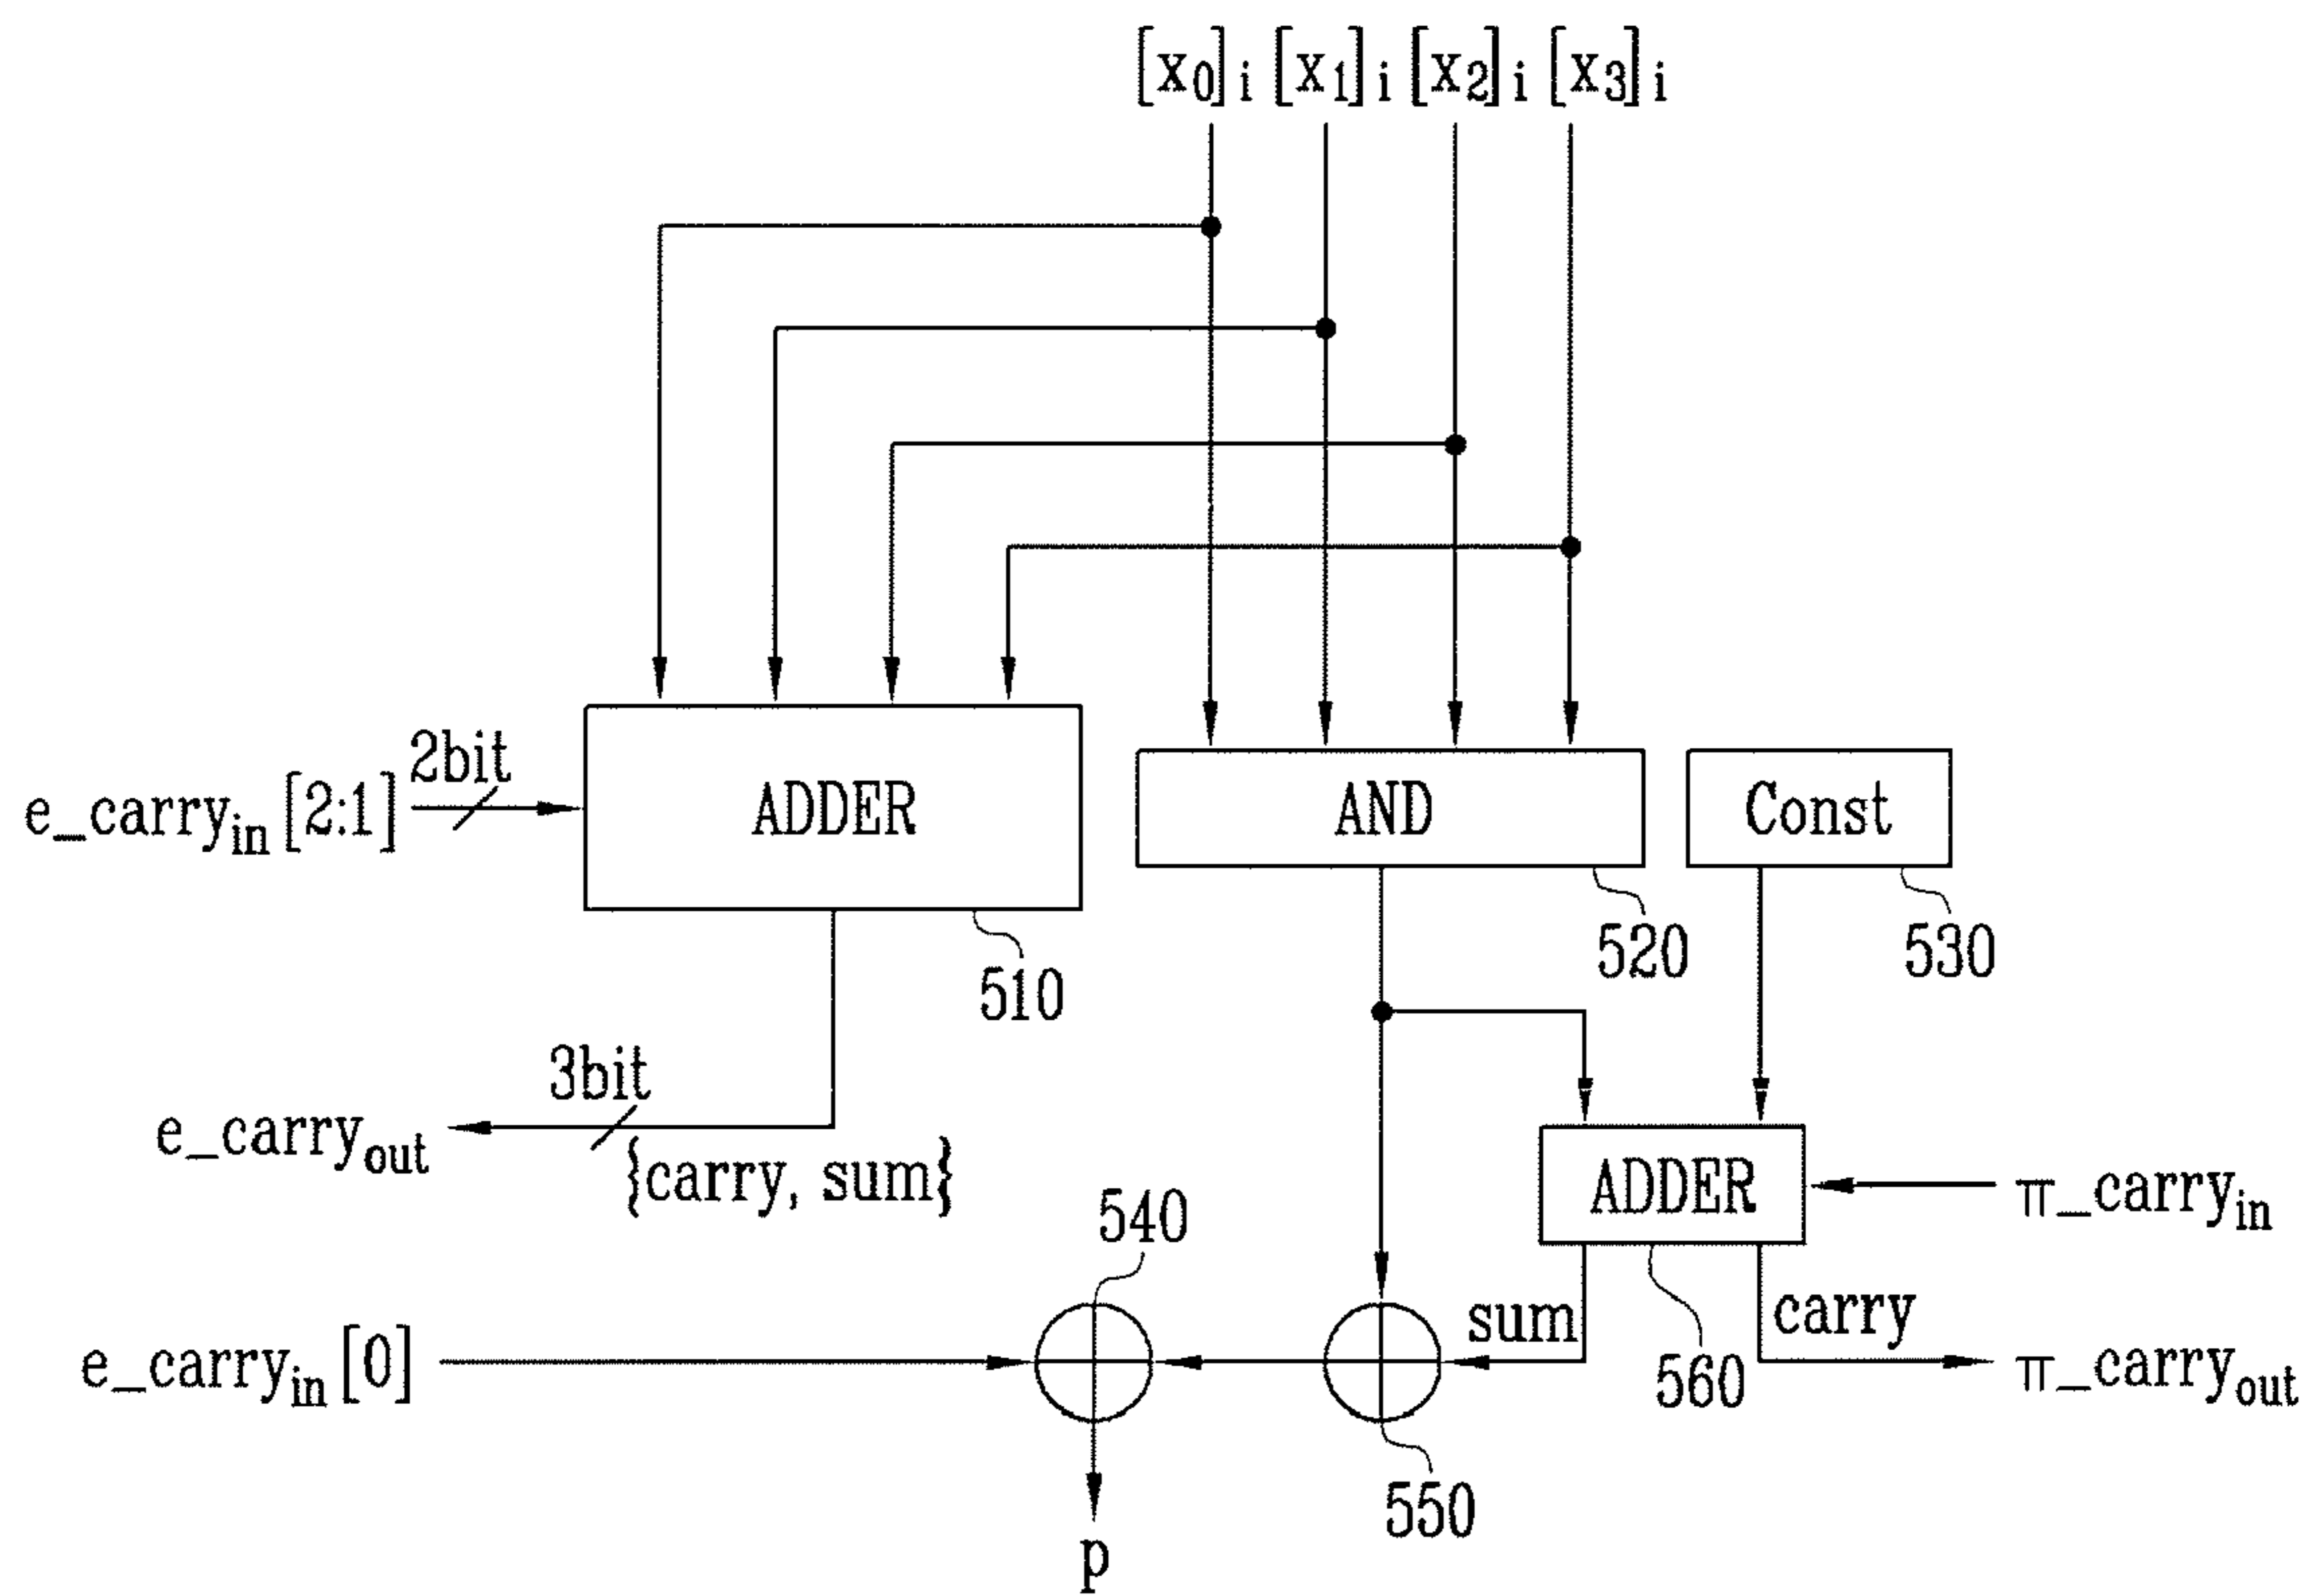 [x0]i [x1]i [x2]i [x3]i
2bit
e_carryin[2:1]
ADDER
AND
Const
520
530
510
3bit
e_carryout
{carry, sum}
ADDER
π_carryin
540
sum
carry
e_carryin[0]
560
π_carryout
550
p